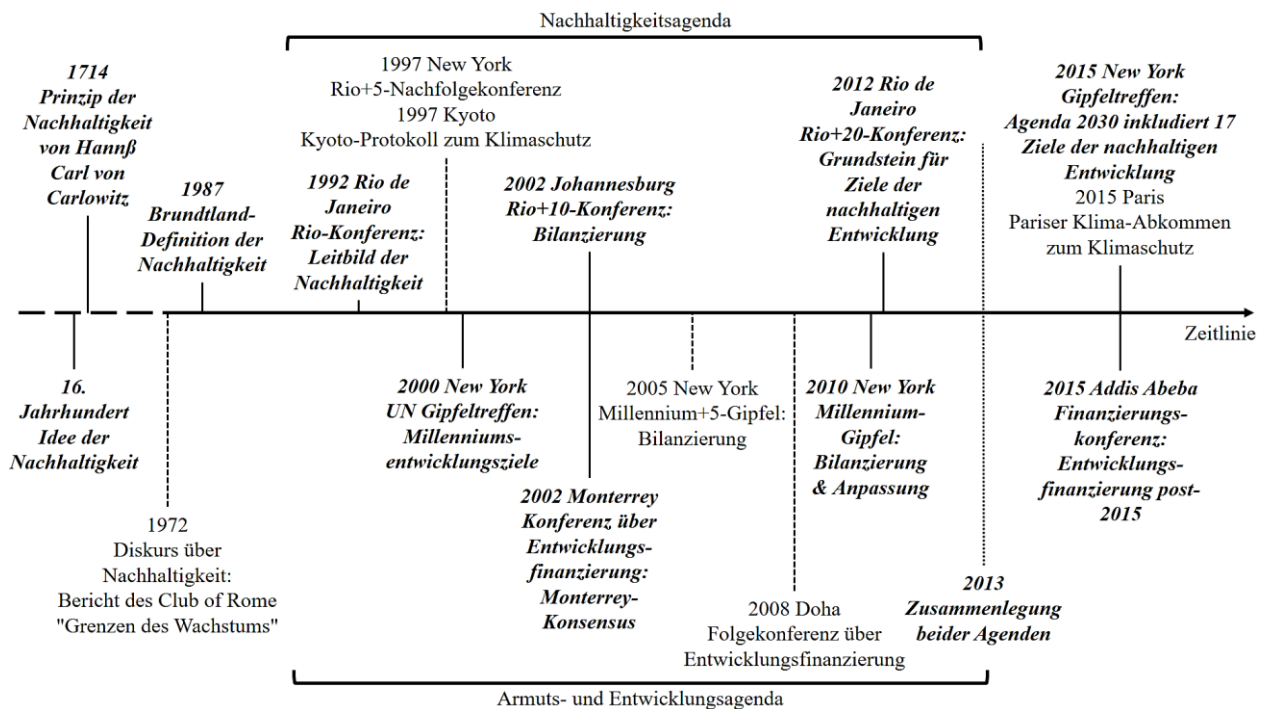 Nachhaltigkeitsagenda
1714
Prinzip der
Nachhaltigkeit
von Hannß
Carl von
Carlowitz
1987
Brundtland-
Definition der
Nachhaltigkeit
1997 New York
Rio+5-Nachfolgekonferenz
1997 Kyoto
Kyoto-Protokoll zum Klimaschutz
1992 Rio de
Janeiro
Rio-Konferenz:
Leitbild der
Nachhaltigkeit
2002 Johannesburg
Rio+10-Konferenz:
Bilanzierung
2012 Rio de
Janeiro
Rio+20-Konferenz:
Grundstein für
Ziele der
nachhaltigen
Entwicklung
2015 New York
Gipfeltreffen:
Agenda 2030 inkludiert 17
Ziele der nachhaltigen
Entwicklung
2015 Paris
Pariser Klima-Abkommen
zum Klimaschutz
Zeitlinie
16.
Jahrhundert
Idee der
Nachhaltigkeit
1972
Diskurs über
Nachhaltigkeit:
Bericht des Club of Rome
"Grenzen des Wachstums"
2000 New York
UN Gipfeltreffen:
Millenniums-
entwicklungsziele
2002 Monterrey
Konferenz über
Entwicklungs-
finanzierung:
Monterrey-
Konsensus
2005 New York
Millennium+5-Gipfel:
Bilanzierung
2008 Doha
Folgekonferenz über
Entwicklungsfinanzierung
2010 New York
Millennium-
Gipfel:
Bilanzierung
& Anpassung
2013
Zusammenlegung
beider Agenden
2015 Addis Abeba
Finanzierungs-
konferenz:
Entwicklungs-
finanzierung post-
2015
Armuts- und Entwicklungsagenda